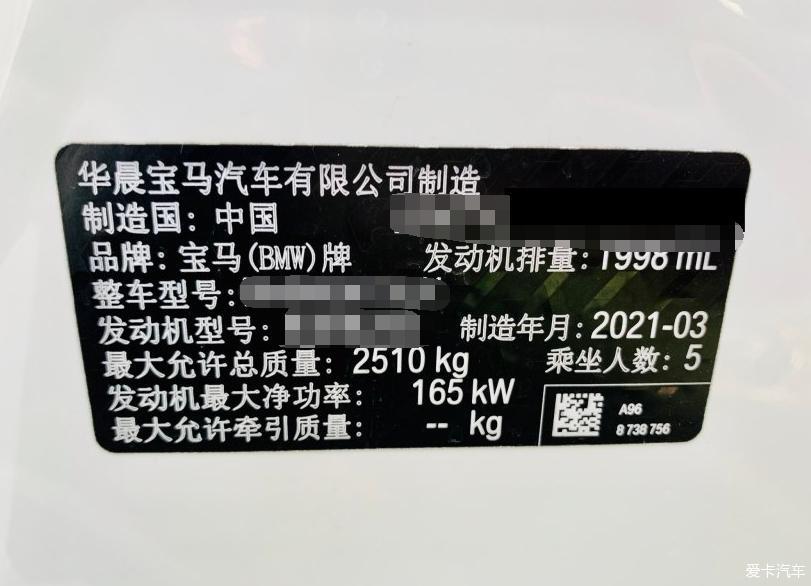 华晨宝马汽车有限公司制造
制造国：中国
品牌：宝马(BMW)牌 发动机排量：1998 mL
整车型号：
发动机型号： 制造年月：2021-03
最大允许总质量：2510 kg 乘坐人数：5
发动机最大净功率： 165 kW
最大允许牵引质量： -- kg
A96
8 738 756
爱卡汽车